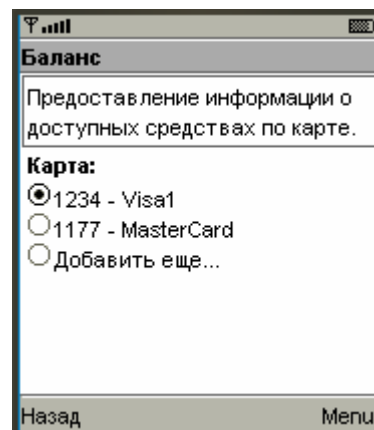 Баланс
Предоставление информации о
доступных средствах по карте.
Карта:
1234 - Visa1
1177 - MasterCard
Добавить еще...
Назад Menu